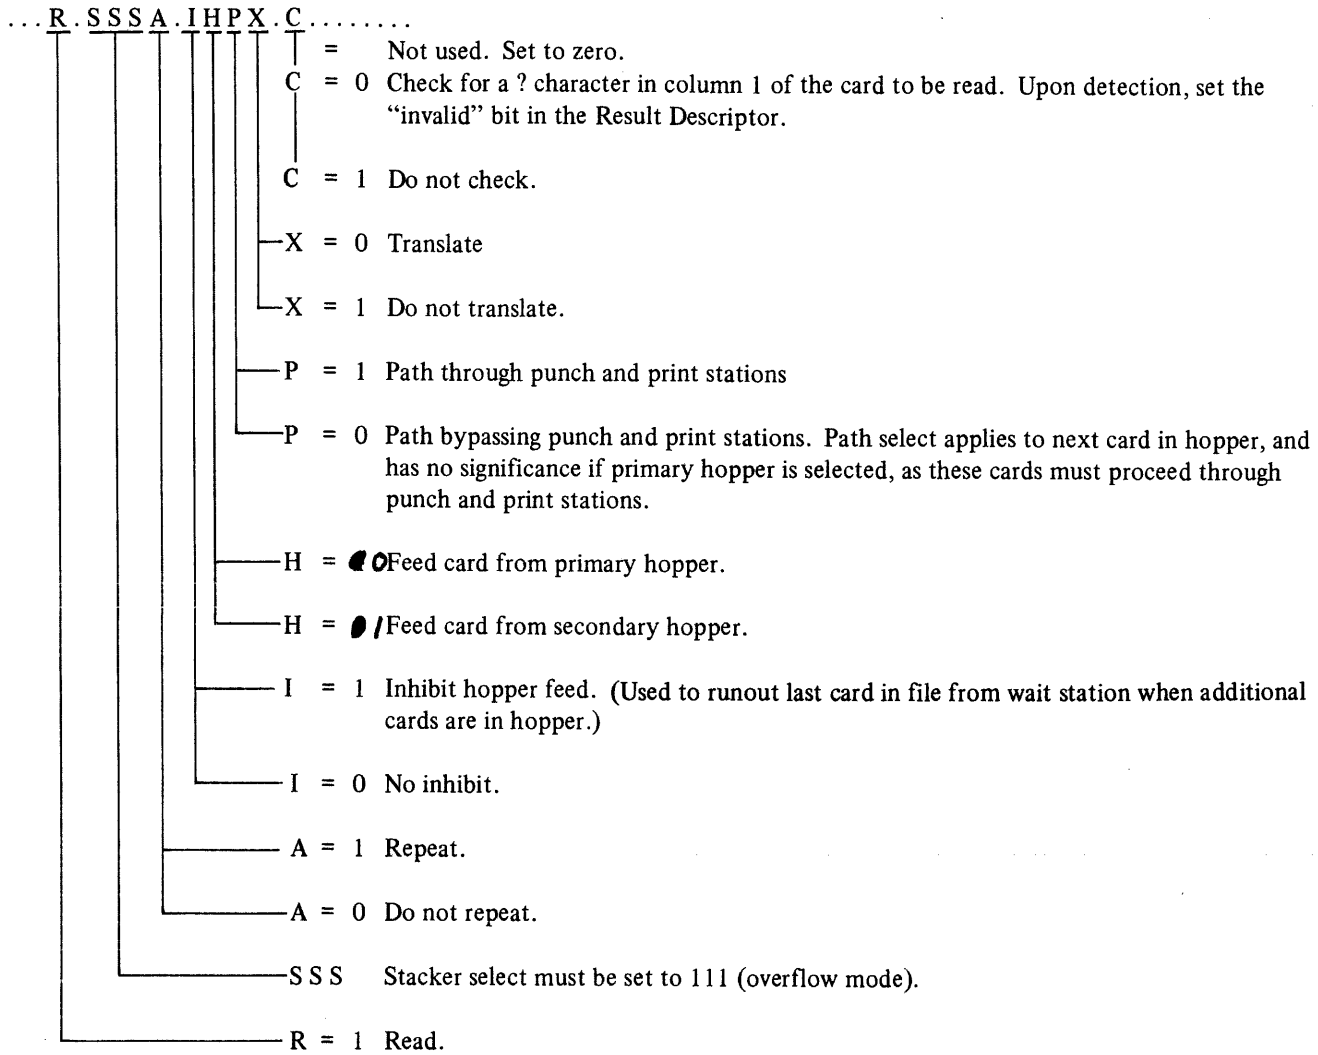 ...R.SSSA.IHPX.C........
= Not used. Set to zero.
C = 0 Check for a ? character in column 1 of the card to be read. Upon detection, set the
“invalid” bit in the Result Descriptor.
C = 1 Do not check.
X = 0 Translate
X = 1 Do not translate.
P = 1 Path through punch and print stations
P = 0 Path bypassing punch and print stations. Path select applies to next card in hopper, and
has no significance if primary hopper is selected, as these cards must proceed through
punch and print stations.
H = 0 Feed card from primary hopper.
H = 1 Feed card from secondary hopper.
I = 1 Inhibit hopper feed. (Used to runout last card in file from wait station when additional
cards are in hopper.)
I = 0 No inhibit.
A = 1 Repeat.
A = 0 Do not repeat.
S S S Stacker select must be set to 111 (overflow mode).
R = 1 Read.